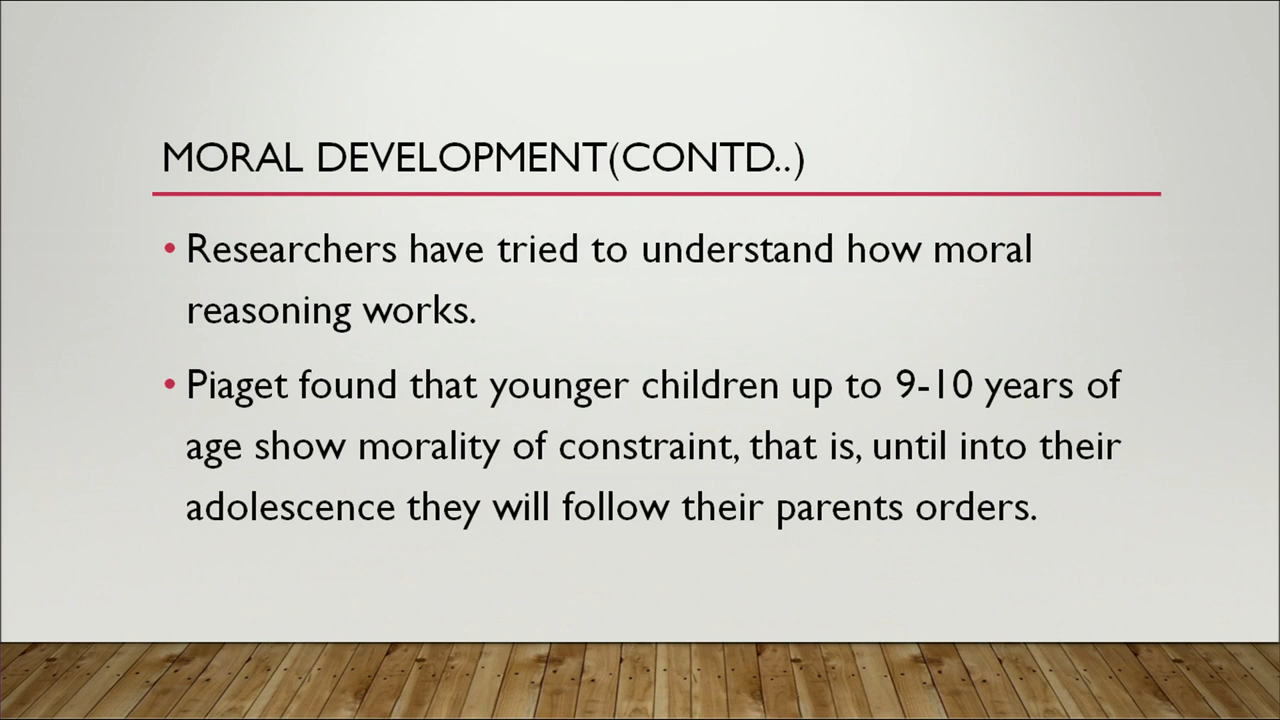 MORAL DEVELOPMENT(CONTD..)
• Researchers have tried to understand how moral
reasoning works.
• Piaget found that younger children up to 9-10 years of
age show morality of constraint, that is, until into their
adolescence they will follow their parents orders.